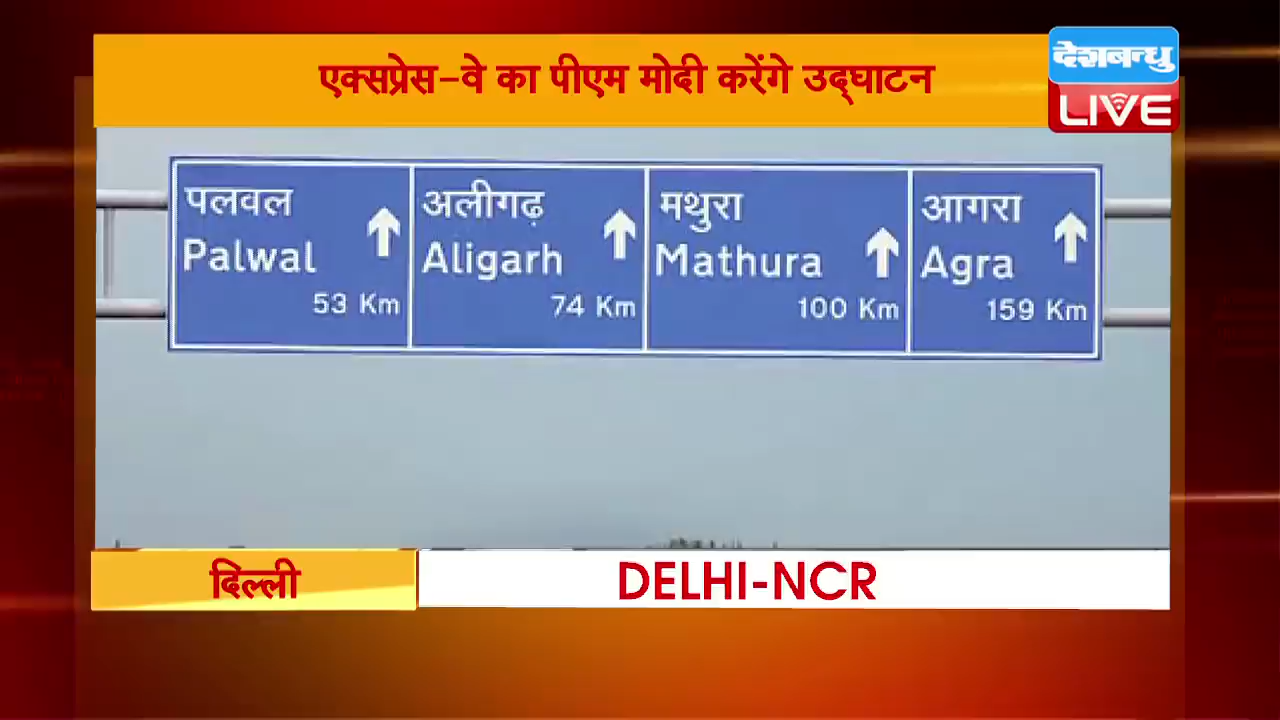 एक्सप्रेस-वे का पीएम मोदी करेंगे उद्घाटन
देशबन्धु
LIVE
पलवल
Palwal
53 Km
अलीगढ़
Aligarh
74 Km
मथुरा
Mathura
100 Km
आगरा
Agra
159 Km
दिल्ली
DELHI-NCR